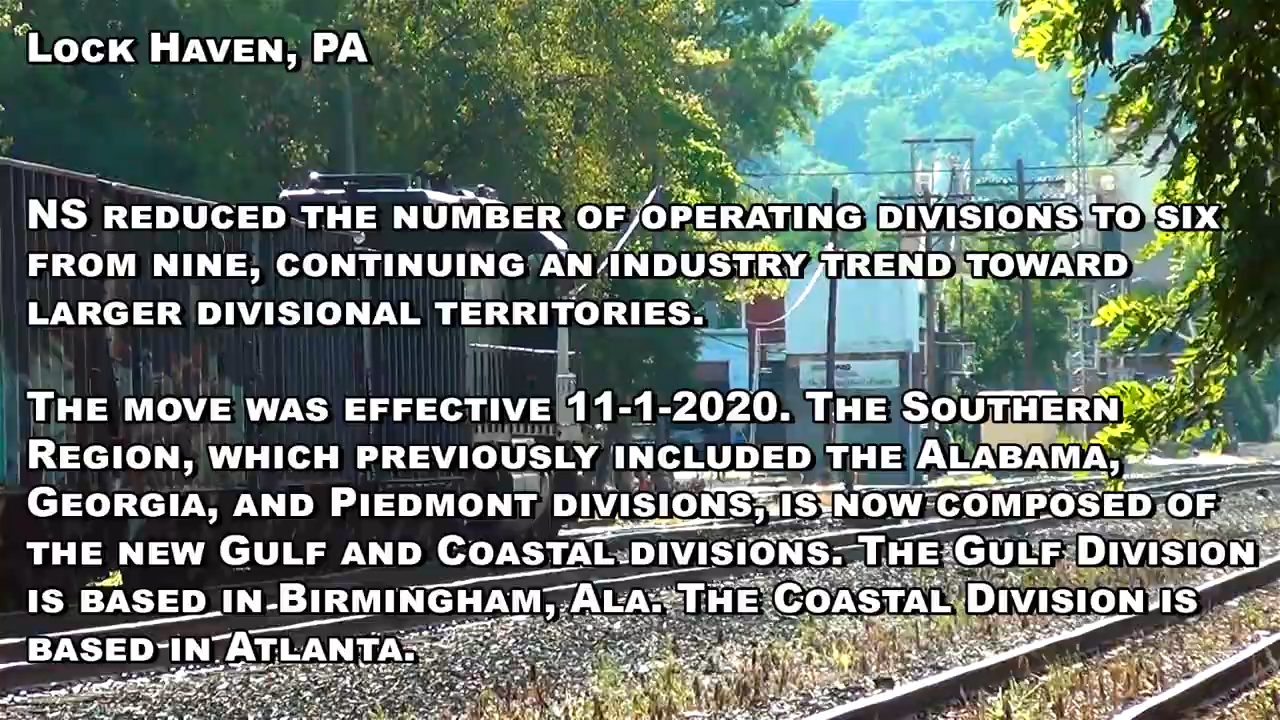 Lock Haven, PA
NS reduced the number of operating divisions to six
from nine, continuing an industry trend toward
larger divisional territories.
The move was effective 11-1-2020. The Southern
Region, which previously included the Alabama,
Georgia, and Piedmont divisions, is now composed of
the new Gulf and Coastal divisions. The Gulf Division
is based in Birmingham, Ala. The Coastal Division is
based in Atlanta.